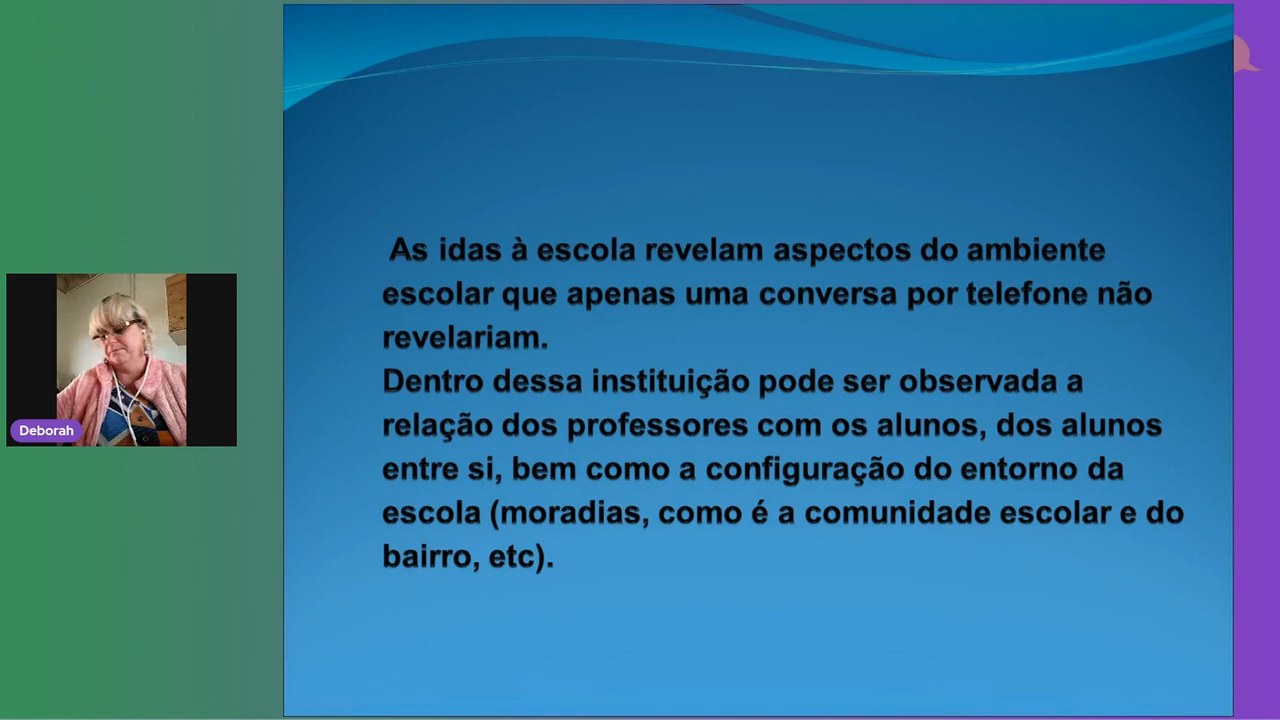 As idas à escola revelam aspectos do ambiente
escolar que apenas uma conversa por telefone não
revelariam.
Dentro dessa instituição pode ser observada a
relação dos professores com os alunos, dos alunos
entre si, bem como a configuração do entorno da
escola (moradias, como é a comunidade escolar e do
bairro, etc).
Deborah